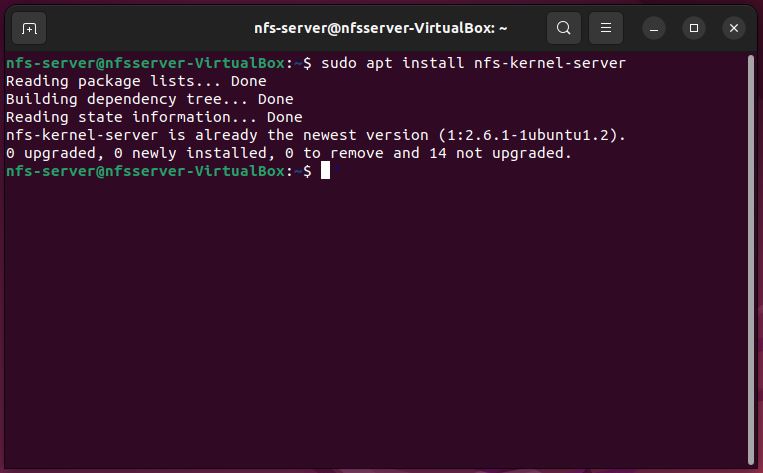 nfs-server@nfsserver-VirtualBox: ~
nfs-server@nfsserver-VirtualBox:~$ sudo apt install nfs-kernel-server
Reading package lists... Done
Building dependency tree... Done
Reading state information... Done
nfs-kernel-server is already the newest version (1:2.6.1-1ubuntu1.2).
0 upgraded, 0 newly installed, 0 to remove and 14 not upgraded.
nfs-server@nfsserver-VirtualBox:~$